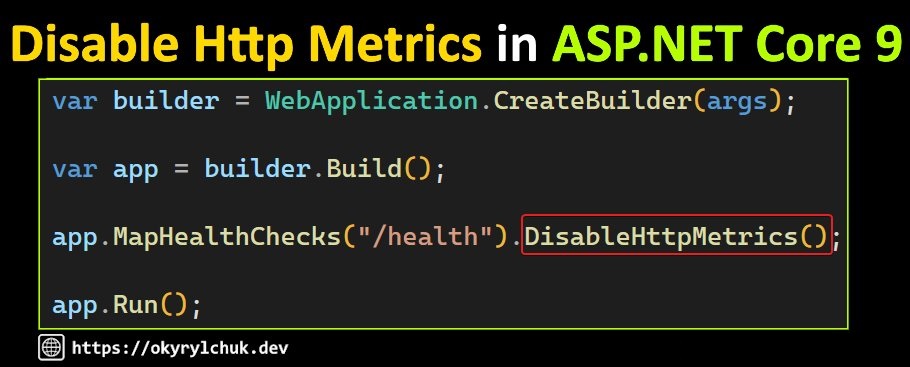 Disable Http Metrics in ASP.NET Core 9
var builder = WebApplication.CreateBuilder(args);
var app = builder.Build();
app.MapHealthChecks("/health").DisableHttpMetrics();
app.Run();
https://okyrylchuk.dev